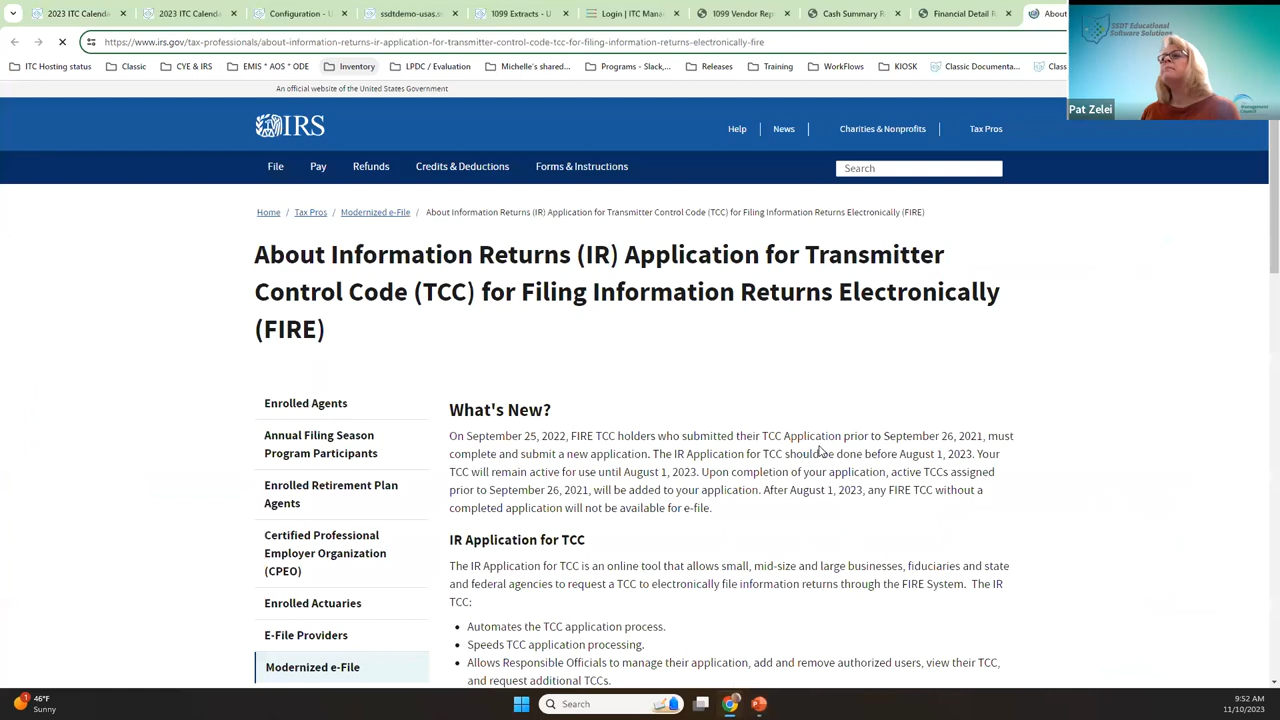 2023 ITC Calenda
2023 ITC Calenda
Configuration - U
ssdtdemo-usas.ss
1099 Extracts - U
Login | ITC Mana
1099 Vendor Rep
Cash Summary R
Financial Detail R
About
https://www.irs.gov/tax-professionals/about-information-returns-ir-application-for-transmitter-control-code-tcc-for-filing-information-returns-electronically-fire
ITC Hosting status
Classic
CYE & IRS
EMIS * AOS * ODE
Inventory
LPDC / Evaluation
Michelle's shared...
Programs - Slack,...
Releases
Training
WorkFlows
KIOSK
Classic Documenta...
Class
SSDT Educational
Software Solutions
Pat Zelei
An official website of the United States Government
IRS
Help
News
Charities & Nonprofits
Tax Pros
File
Pay
Refunds
Credits & Deductions
Forms & Instructions
Search
Home / Tax Pros / Modernized e-File / About Information Returns (IR) Application for Transmitter Control Code (TCC) for Filing Information Returns Electronically (FIRE)
About Information Returns (IR) Application for Transmitter
Control Code (TCC) for Filing Information Returns Electronically
(FIRE)
Enrolled Agents
Annual Filing Season
Program Participants
Enrolled Retirement Plan
Agents
Certified Professional
Employer Organization
(CPEO)
Enrolled Actuaries
E-File Providers
Modernized e-File
What's New?
On September 25, 2022, FIRE TCC holders who submitted their TCC Application prior to September 26, 2021, must
complete and submit a new application. The IR Application for TCC should be done before August 1, 2023. Your
TCC will remain active for use until August 1, 2023. Upon completion of your application, active TCCs assigned
prior to September 26, 2021, will be added to your application. After August 1, 2023, any FIRE TCC without a
completed application will not be available for e-file.
IR Application for TCC
The IR Application for TCC is an online tool that allows small, mid-size and large businesses, fiduciaries and state
and federal agencies to request a TCC to electronically file information returns through the FIRE System. The IR
TCC:
• Automates the TCC application process.
• Speeds TCC application processing.
• Allows Responsible Officials to manage their application, add and remove authorized users, view their TCC,
and request additional TCCs.
46°F
Sunny
Search
9:52 AM
11/10/2023